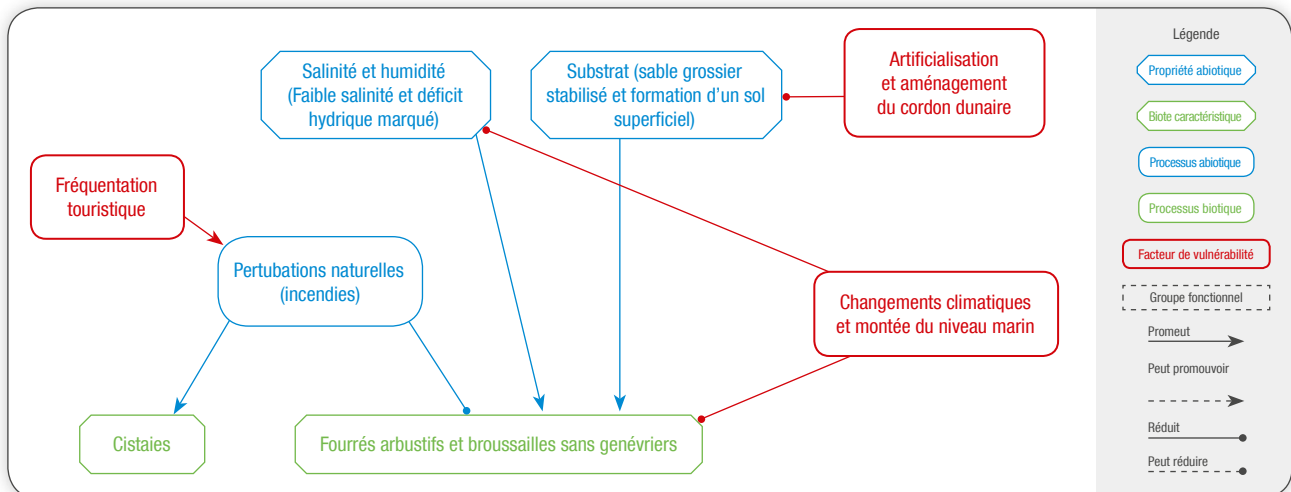 Salinité et humidité
(Faible salinité et déficit
hydrique marqué)
Substrat (sable grossier
stabilisé et formation d'un sol
superficiel)
Artificialisation
et aménagement
du cordon dunaire
Fréquentation
touristique
Pertubations naturelles
(incendies)
Changements climatiques
et montée du niveau marin
Cistaies
Fourrés arbustifs et broussailles sans genévriers
Légende
Propriété abiotique
Biote caractéristique
Processus abiotique
Processus biotique
Facteur de vulnérabilité
Groupe fonctionnel
Promeut
Peut promouvoir
Réduit
Peut réduire